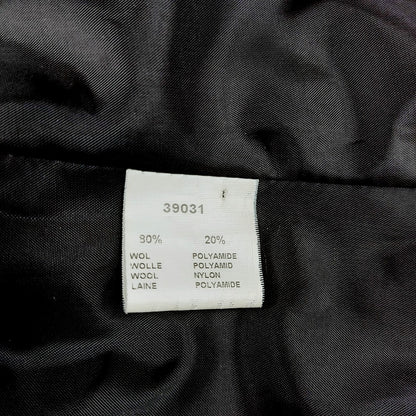 39031
80% 20%
WOL POLYAMIDE
WOLLE POLYAMID
WOOL NYLON
LAINE POLYAMIDE